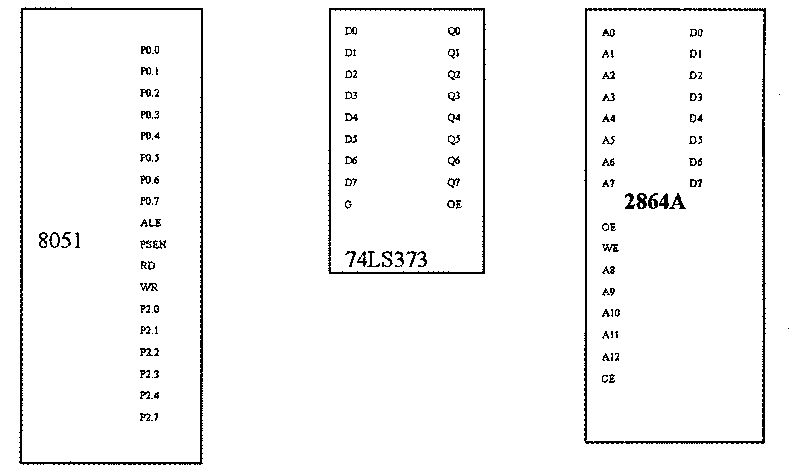 P0.0
P0.1
P0.2
P0.3
P0.4
P0.5
P0.6
P0.7
ALE
PSEN
RD
WR
P2.0
P2.1
P2.2
P2.3
P2.4
P2.7
8051
D0 Q0
D1 Q1
D2 Q2
D3 Q3
D4 Q4
D5 Q5
D6 Q6
D7 Q7
G OE
74LS373
A0 D0
A1 D1
A2 D2
A3 D3
A4 D4
A5 D5
A6 D6
A7 D7
2864A
OE
WE
A8
A9
A10
A11
A12
CE